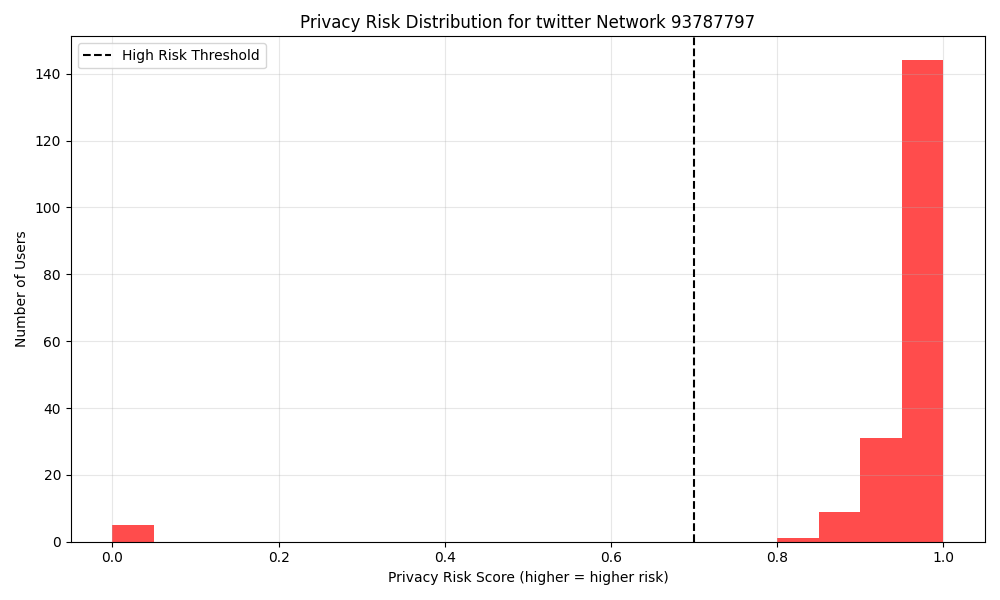 Privacy Risk Distribution for twitter Network 93787797
High Risk Threshold
Number of Users
140
120
100
80
60
40
20
0
0.0 0.2 0.4 0.6 0.8 1.0
Privacy Risk Score (higher = higher risk)